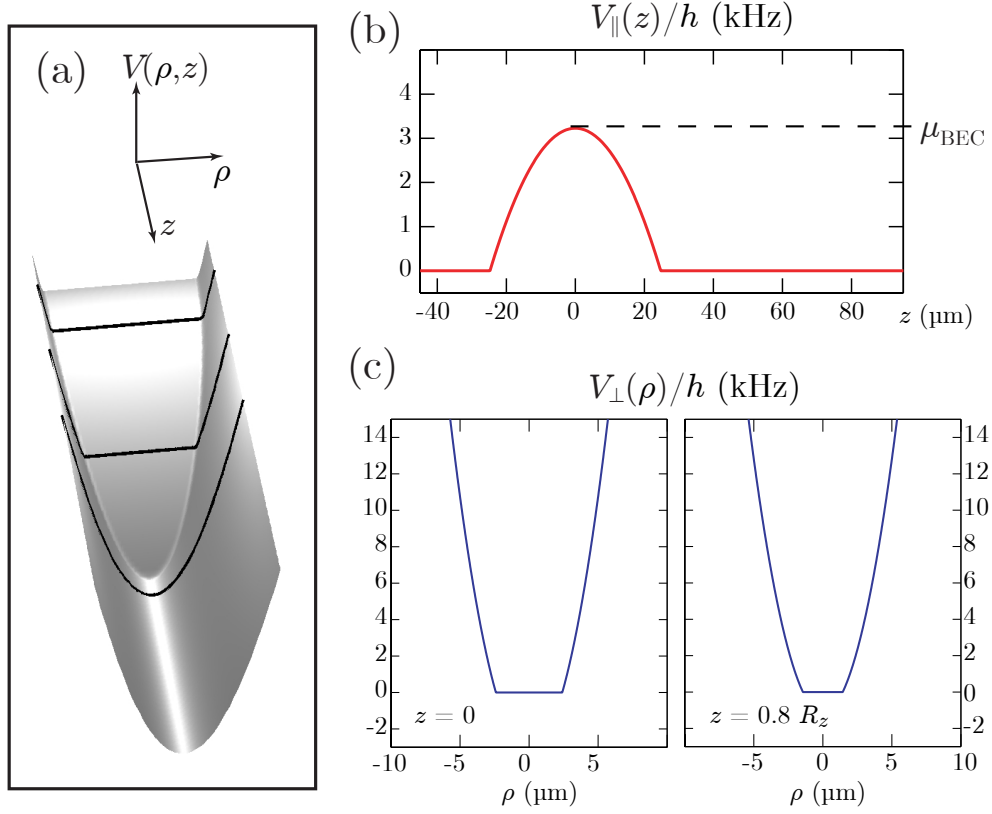 (a)
V(ρ,z)
ρ
z
(b)
V∥(z)/h (kHz)
4
3
2
1
0
μBEC
-40 -20 0 20 40 60 80 z (µm)
(c)
V⊥(ρ)/h (kHz)
14 14
12 12
10 10
8 8
6 6
4 4
2 2
0 0
-2 -2
z = 0 z = 0.8 Rz
-10 -5 0 5 -5 0 5 10
ρ (µm) ρ (µm)